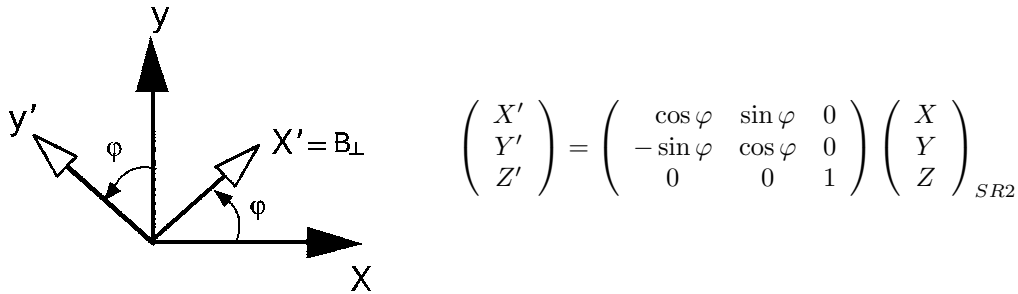 y
y'
φ
X' = B⊥
φ
X
( X' ) = ( cos φ sin φ 0 ) ( X )
( Y' ) = ( − sin φ cos φ 0 ) ( Y )
( Z' ) = ( 0 0 1 ) ( Z ) SR2